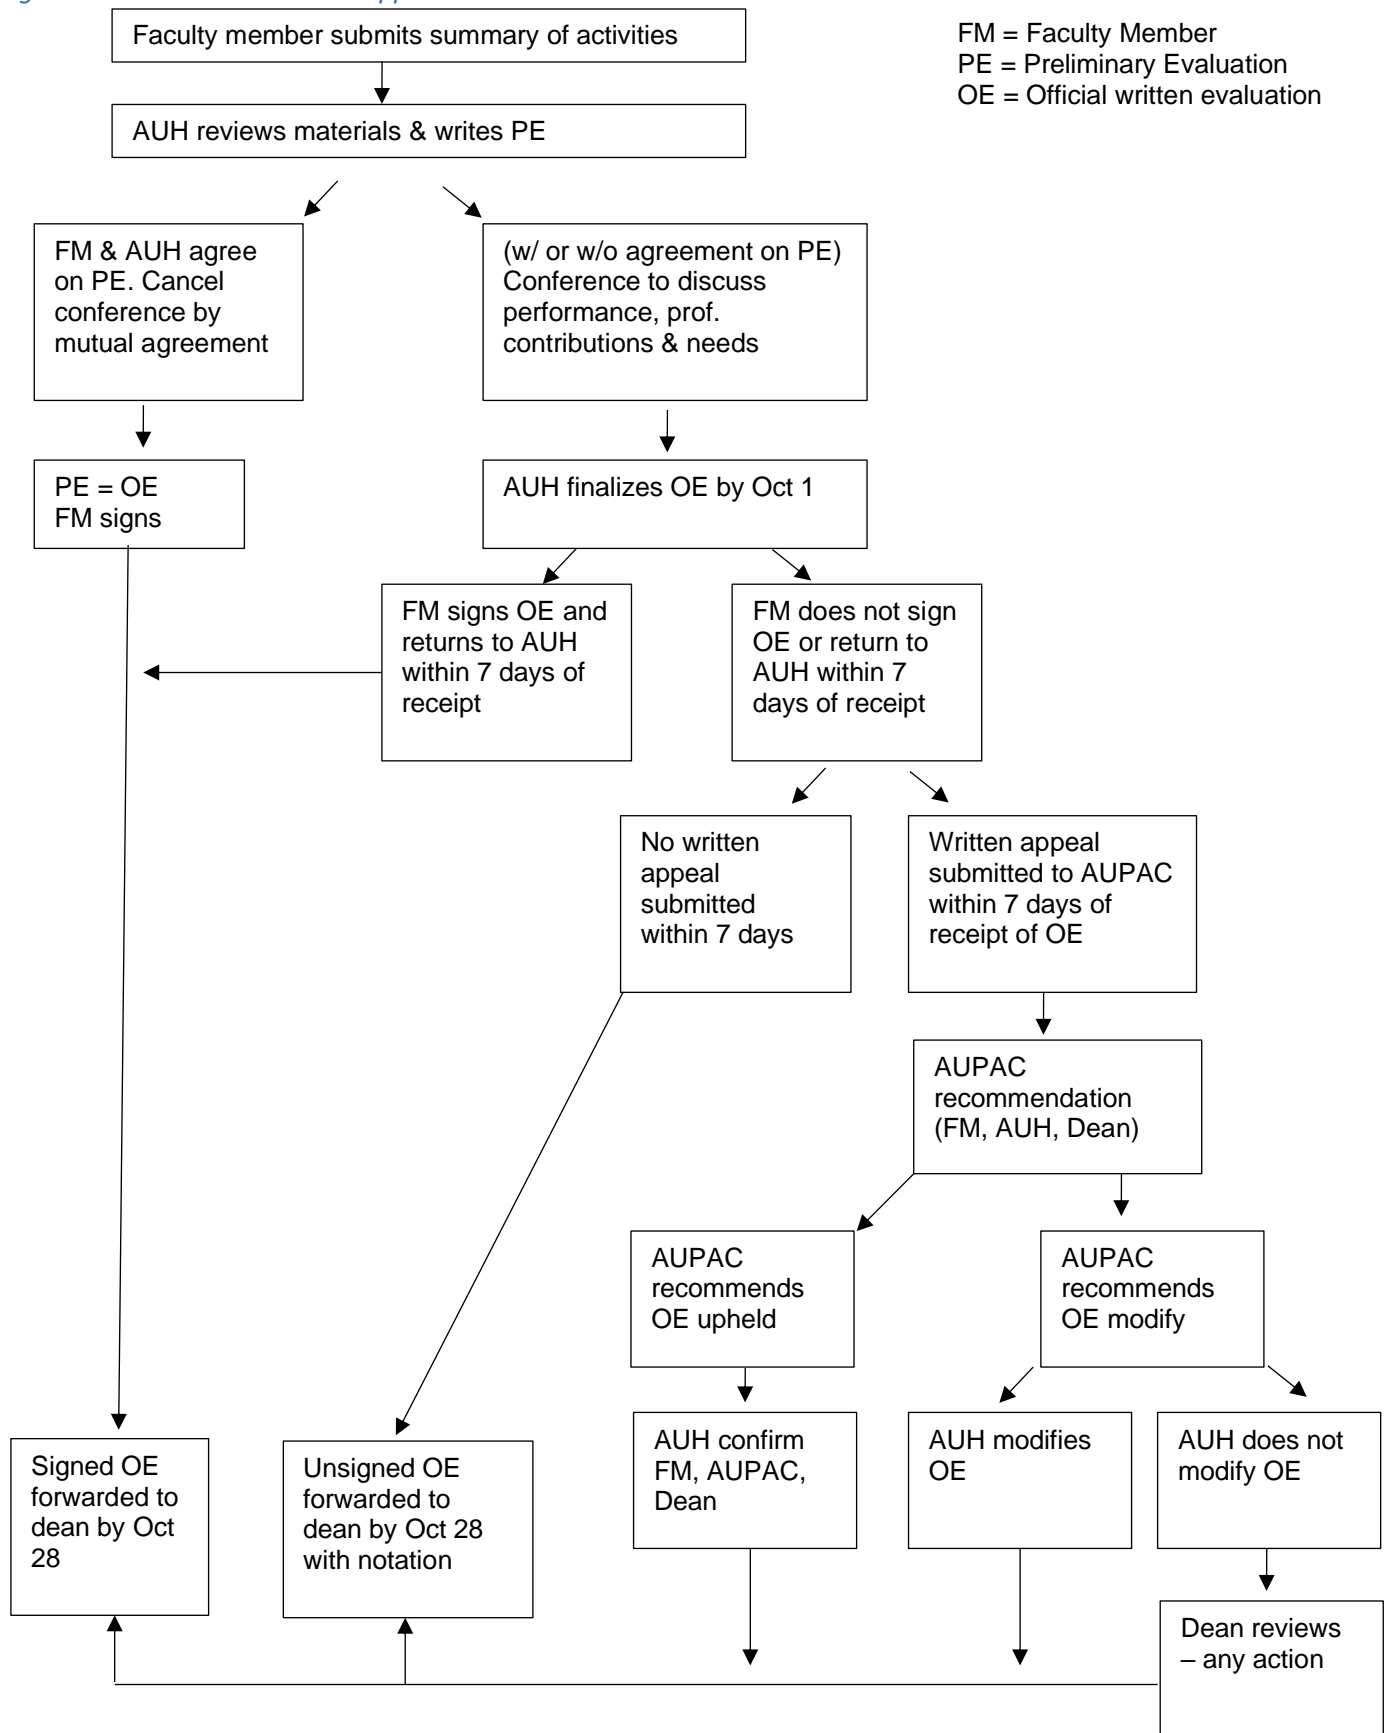 Faculty member submits summary of activities
FM = Faculty Member
PE = Preliminary Evaluation
OE = Official written evaluation
AUH reviews materials & writes PE
FM & AUH agree
on PE. Cancel
conference by
mutual agreement
(w/ or w/o agreement on PE)
Conference to discuss
performance, prof.
contributions & needs
PE = OE
FM signs
AUH finalizes OE by Oct 1
FM signs OE and
returns to AUH
within 7 days of
receipt
FM does not sign
OE or return to
AUH within 7
days of receipt
No written
appeal
submitted
within 7 days
Written appeal
submitted to AUPAC
within 7 days of
receipt of OE
AUPAC
recommendation
(FM, AUH, Dean)
AUPAC
recommends
OE upheld
AUPAC
recommends
OE modify
Signed OE
forwarded to
dean by Oct
28
Unsigned OE
forwarded to
dean by Oct 28
with notation
AUH confirm
FM, AUPAC,
Dean
AUH modifies
OE
AUH does not
modify OE
Dean reviews
– any action